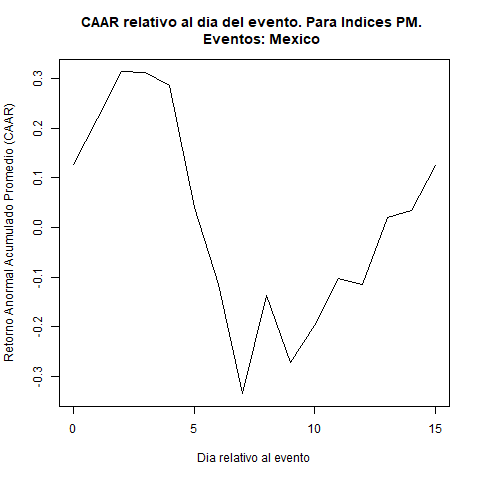 CAAR relativo al dia del evento. Para Indices PM.
Eventos: Mexico
Retorno Anormal Acumulado Promedio (CAAR)
0.3
0.2
0.1
0.0
-0.1
-0.2
-0.3
0 5 10 15
Dia relativo al evento